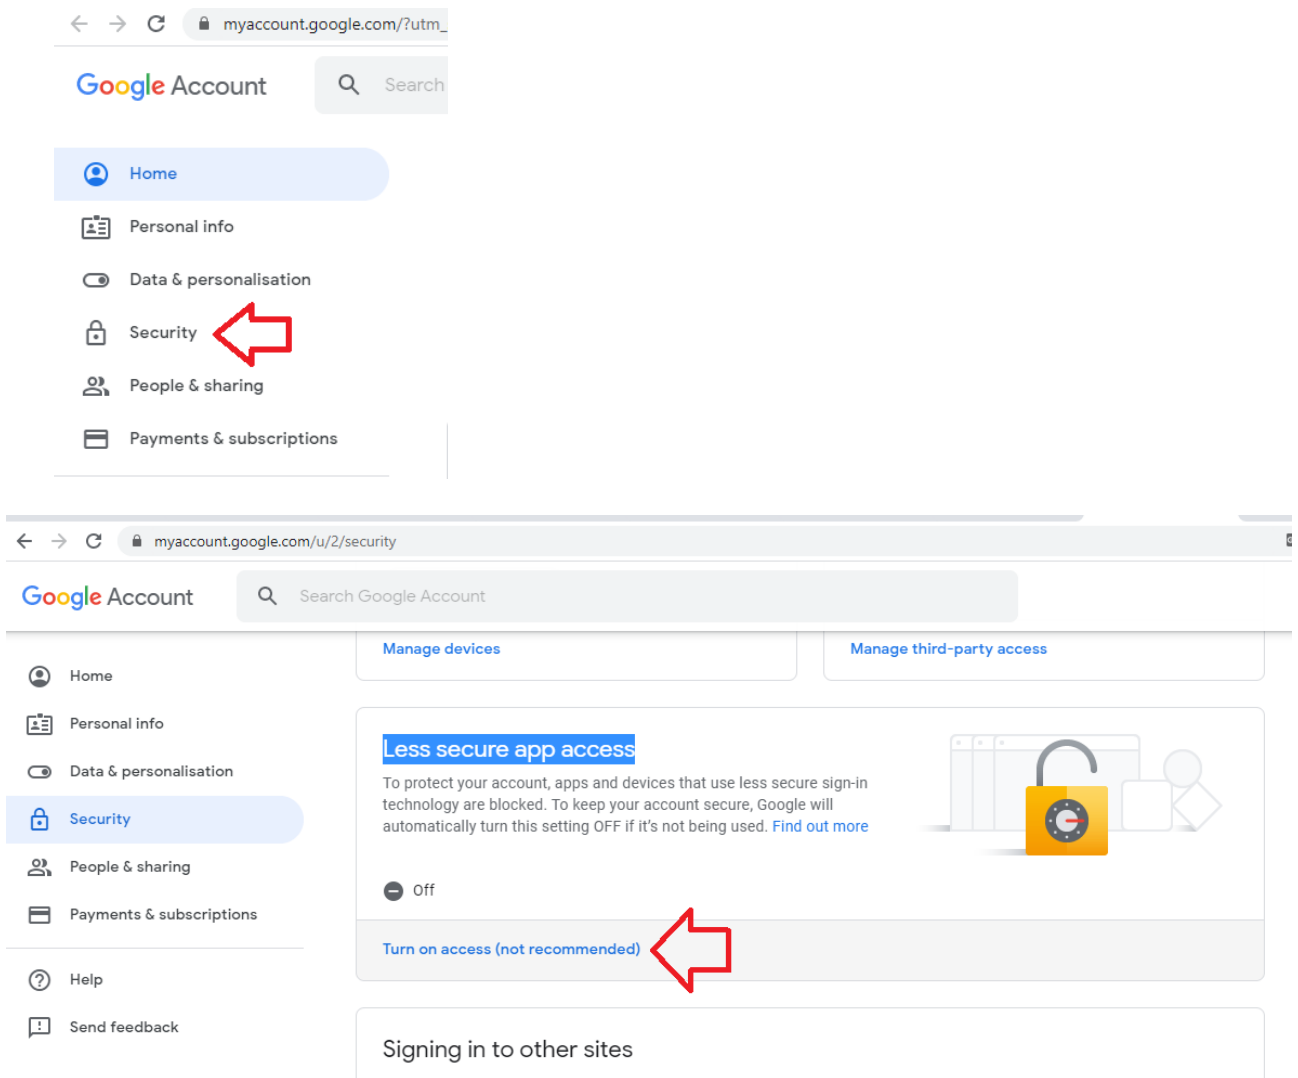 myaccount.google.com/?utm_
Google Account
Search
Home
Personal info
Data & personalisation
Security
People & sharing
Payments & subscriptions
myaccount.google.com/u/2/security
Google Account
Search Google Account
Home
Personal info
Data & personalisation
Security
People & sharing
Payments & subscriptions
Help
Send feedback
Manage devices
Manage third-party access
Less secure app access
To protect your account, apps and devices that use less secure sign-in
technology are blocked. To keep your account secure, Google will
automatically turn this setting OFF if it's not being used. Find out more
Off
Turn on access (not recommended)
Signing in to other sites